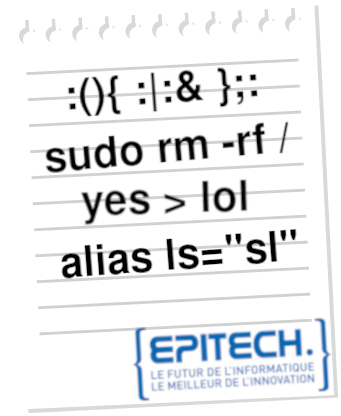 :(){ :|:& };:
sudo rm -rf /
yes > lol
alias ls="sl"
{EPITECH.}
LE FUTUR DE L'INFORMATIQUE
LE MEILLEUR DE L'INNOVATION